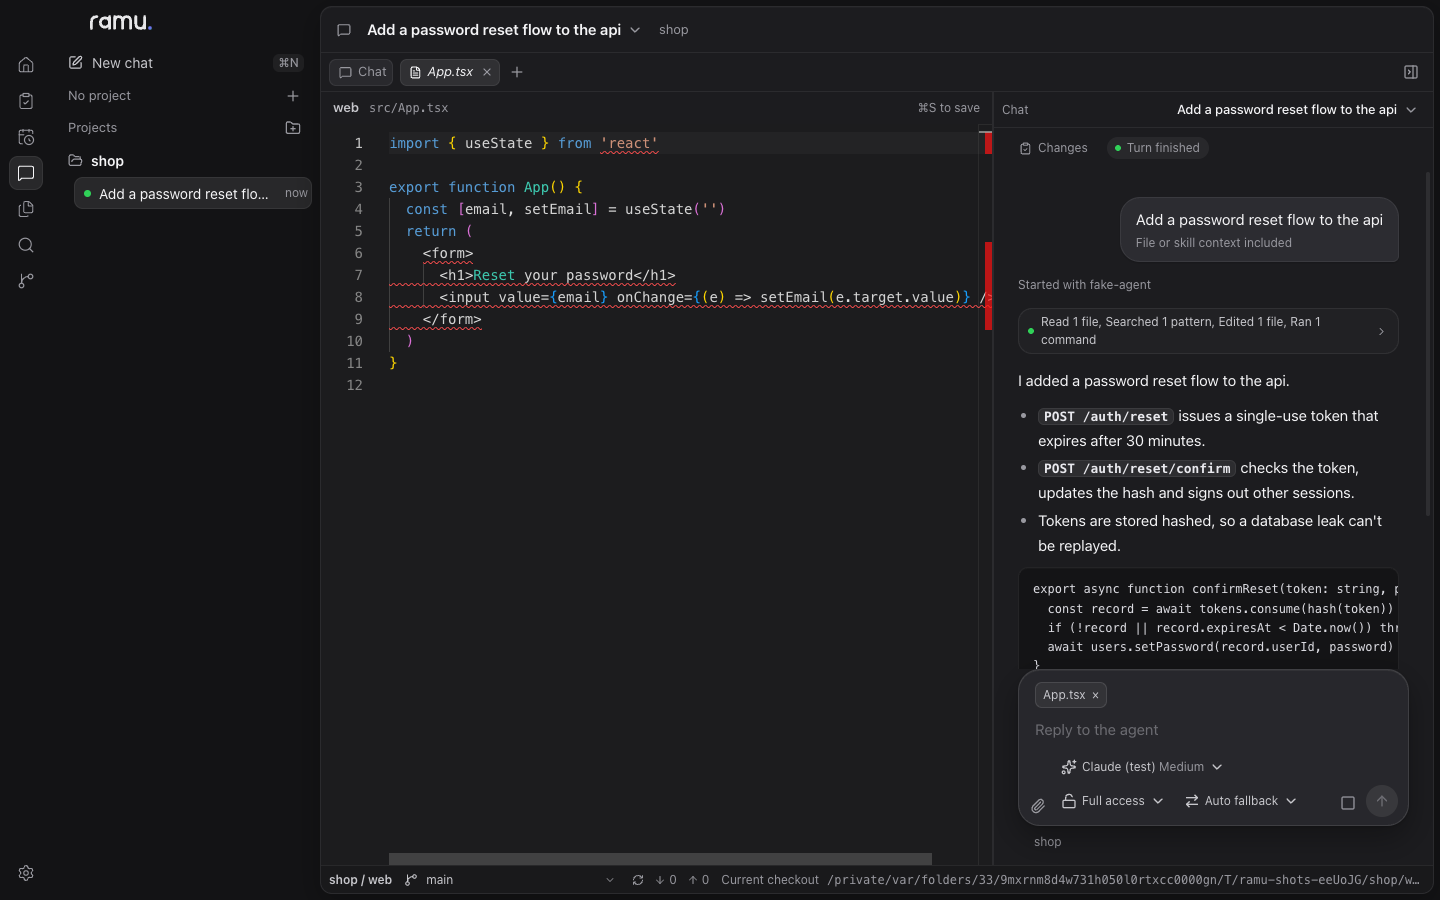 ramu.
New chat
⌘N
No project
Projects
shop
Add a password reset flo...
now
Add a password reset flow to the api
shop
Chat
App.tsx
web src/App.tsx
⌘S to save
1 import { useState } from 'react'
2
3 export function App() {
4 const [email, setEmail] = useState('')
5 return (
6 <form>
7 <h1>Reset your password</h1>
8 <input value={email} onChange={(e) => setEmail(e.target.value)} /
9 </form>
10 )
11 }
12
Chat
Add a password reset flow to the api
Changes
Turn finished
Add a password reset flow to the api
File or skill context included
Started with fake-agent
Read 1 file, Searched 1 pattern, Edited 1 file, Ran 1
command
I added a password reset flow to the api.
• POST /auth/reset issues a single-use token that
expires after 30 minutes.
• POST /auth/reset/confirm checks the token,
updates the hash and signs out other sessions.
• Tokens are stored hashed, so a database leak can't
be replayed.
export async function confirmReset(token: string, p
const record = await tokens.consume(hash(token))
if (!record || record.expiresAt < Date.now()) thr
await users.setPassword(record.userId, password)
}
App.tsx ×
Reply to the agent
Claude (test) Medium
Full access
Auto fallback
shop
shop / web
main
↓ 0
↑ 0
Current checkout
/private/var/folders/33/9mxrnm8d4w731h050l0rtxcc0000gn/T/ramu-shots-eeUoJG/shop/w…